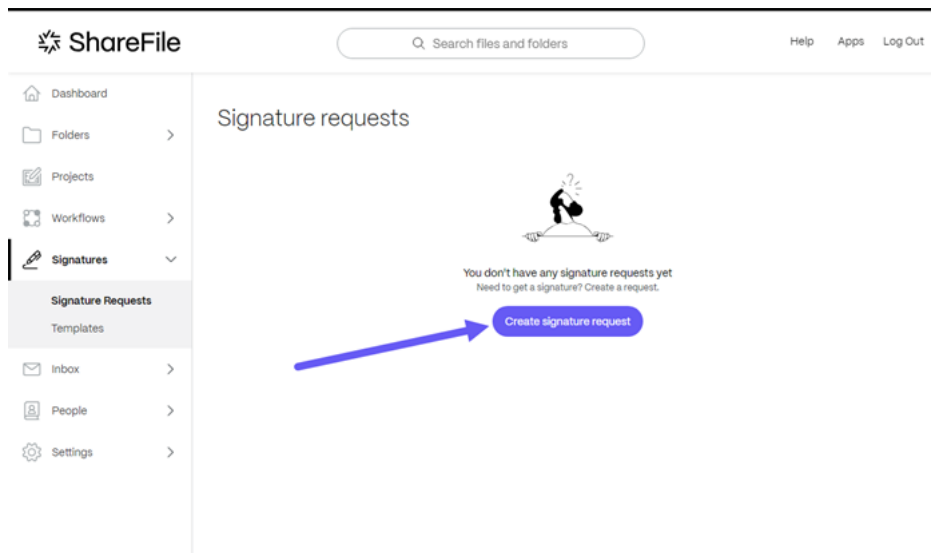 ShareFile
Search files and folders
Help Apps Log Out
Dashboard
Folders
Projects
Workflows
Signatures
Signature Requests
Templates
Inbox
People
Settings
Signature requests
You don't have any signature requests yet
Need to get a signature? Create a request.
Create signature request